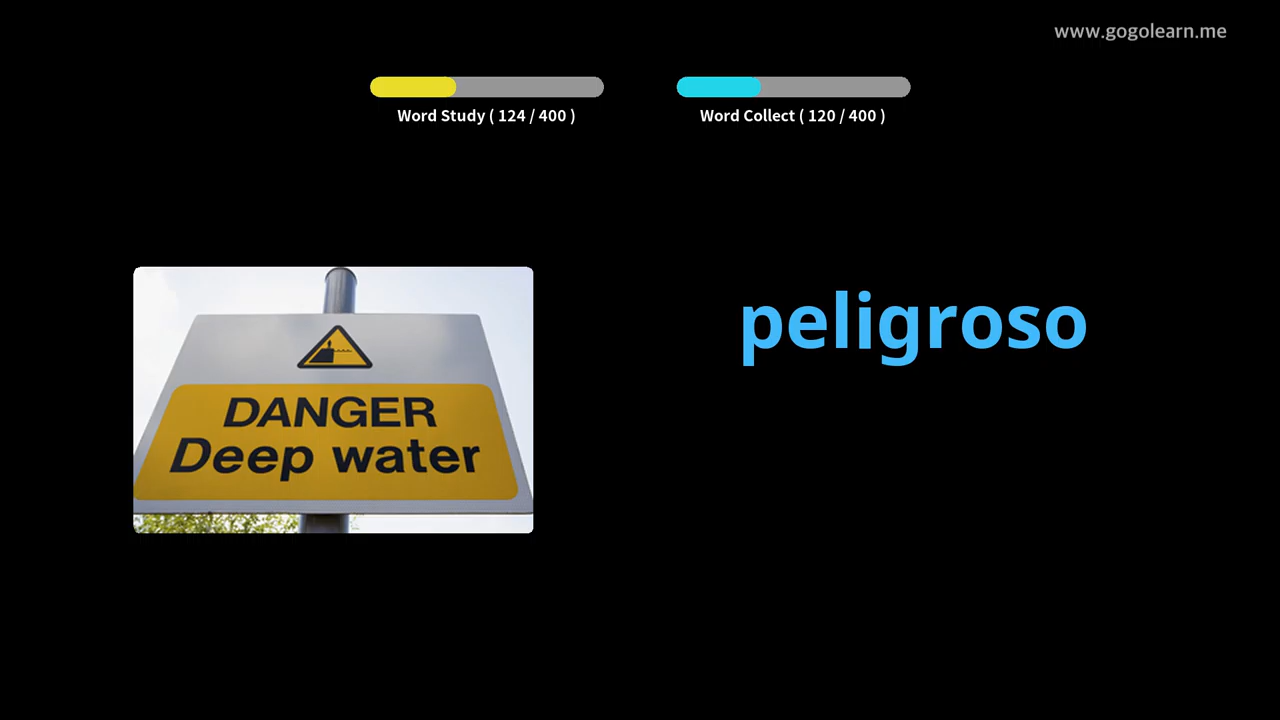 www.gogolearn.me
Word Study ( 124 / 400 )
Word Collect ( 120 / 400 )
DANGER
Deep water
peligroso